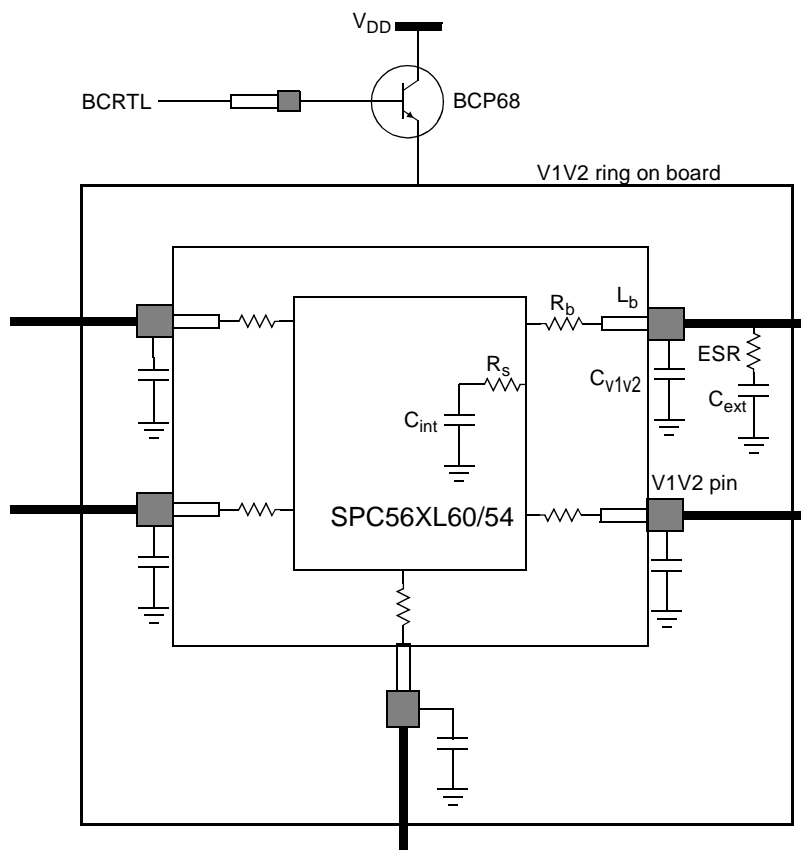 VDD
BCRTL
BCP68
V1V2 ring on board
Rb
Lb
ESR
Rs
Cv1v2
Cext
Cint
V1V2 pin
SPC56XL60/54